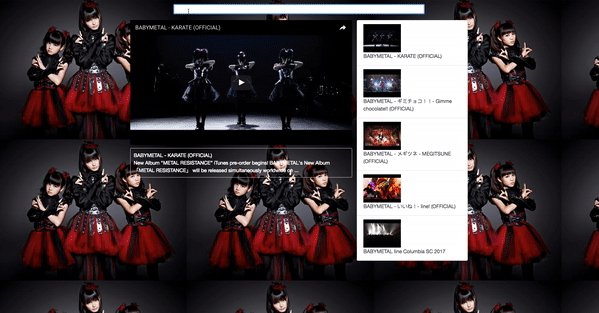 BABYMETAL - KARATE (OFFICIAL)
BABYMETAL - KARATE (OFFICIAL)
New Album "METAL RESISTANCE" iTunes pre-order begins! BABYMETAL's New Album
「METAL RESISTANCE」 will be released simultaneously worldwide on ...
BABYMETAL - KARATE (OFFICIAL)
BABYMETAL - ギミチョコ！！- Gimme
chocolate!! (OFFICIAL)
BABYMETAL - メギツネ - MEGITSUNE
(OFFICIAL)
BABYMETAL - いいね！ - Iine! (OFFICIAL)
BABYMETAL Iine Columbia SC 2017